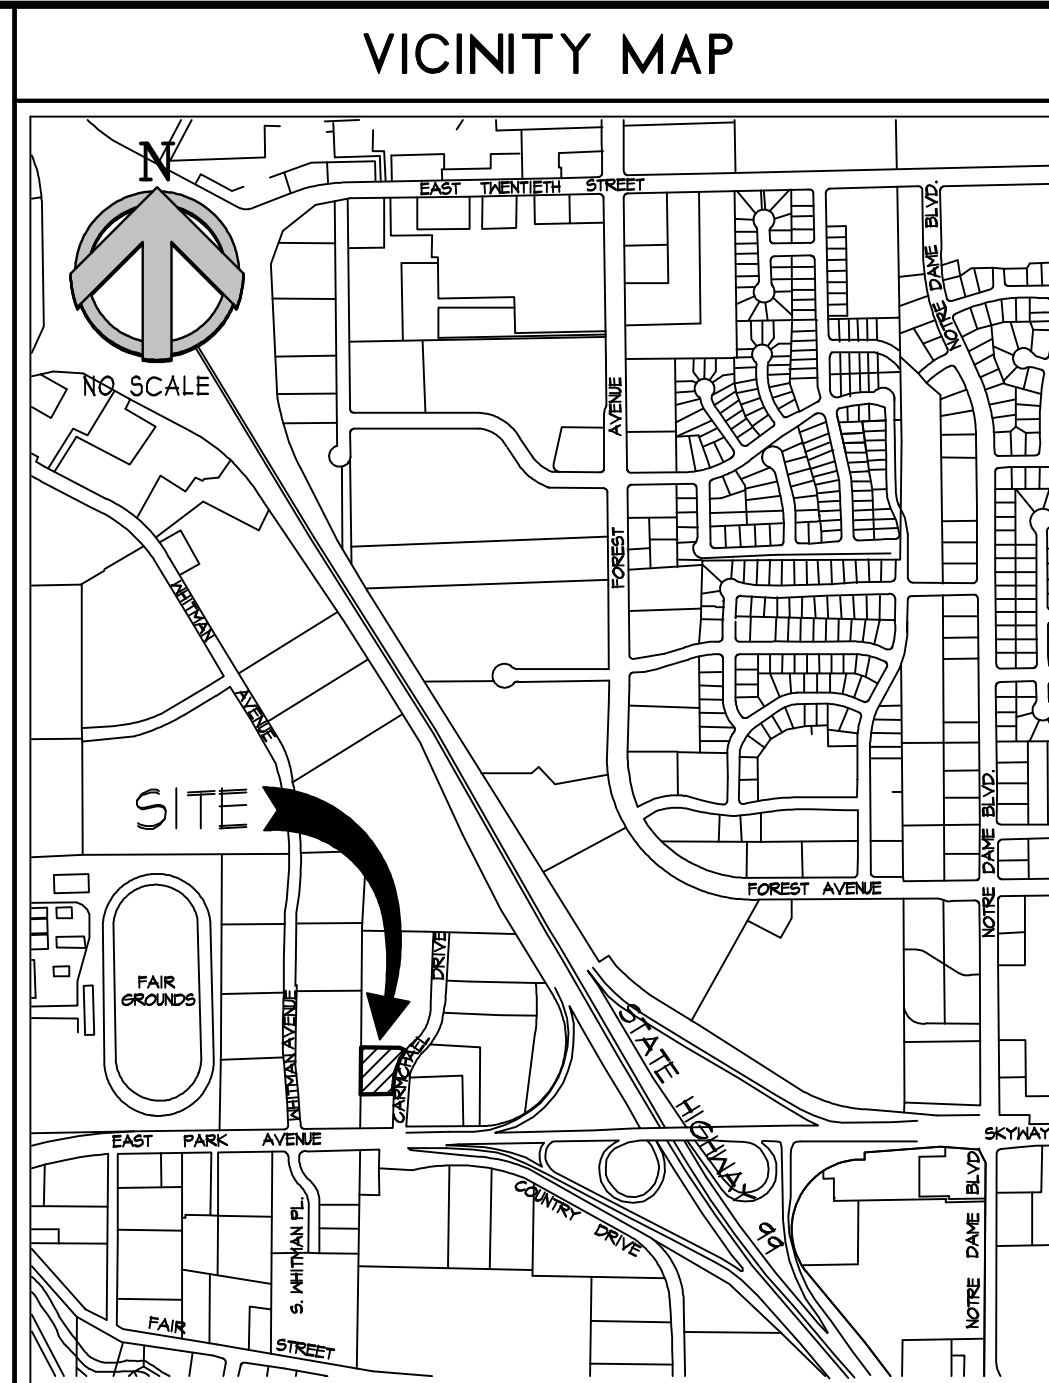 VICINITY MAP
N
NO SCALE
EAST TWENTIETH STREET
NOTRE DAME BLVD.
NOTRE DAME
FOREST AVENUE
WHITMAN AVENUE
SITE
NOTRE DAME BLVD.
FOREST AVENUE
FAIR
GROUNDS
WHITMAN AVENUE
CARMICHAEL DRIVE
STATE HIGHWAY 99
EAST PARK AVENUE
SKYWAY
COUNTRY DRIVE
S. WHITMAN PL.
NOTRE DAME BLVD
FAIR STREET